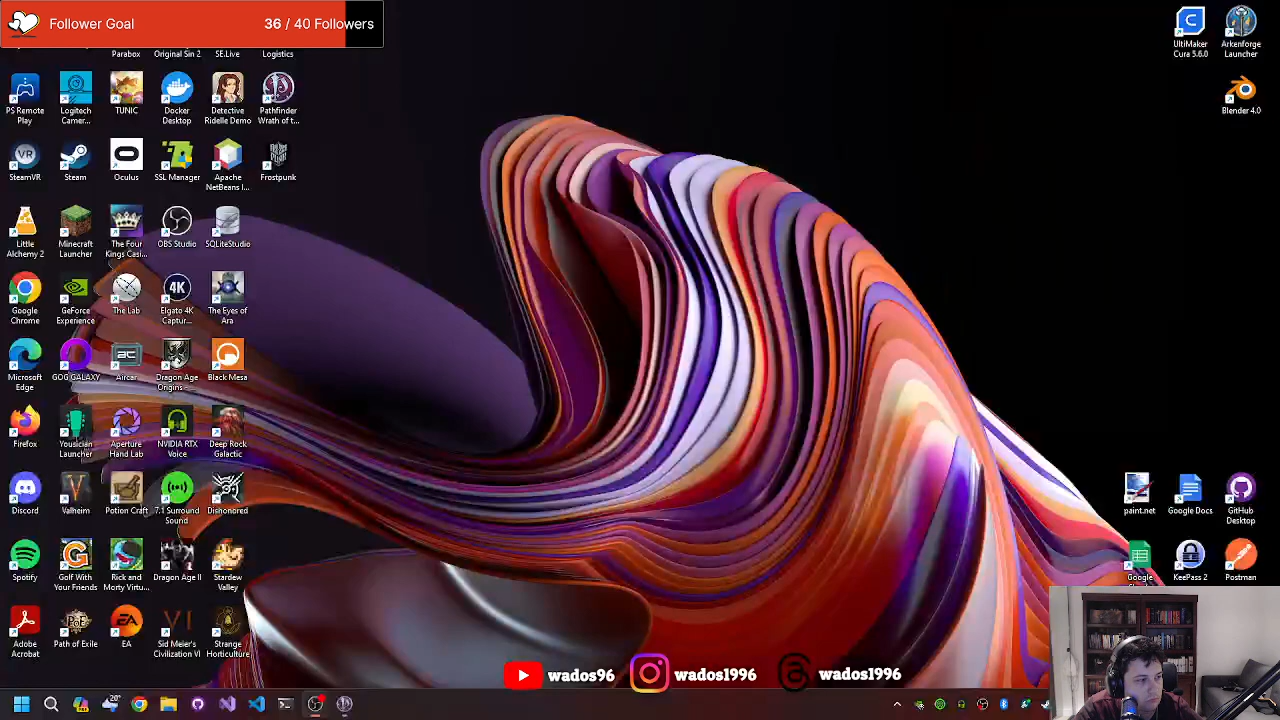 Follower Goal 36 / 40 Followers
Parabox
Original Sin 2
SE.Live
Logistics
UltiMaker
Cura 5.6.0
Arkenforge
Launcher
PS Remote
Play
Logitech
Camer...
TUNIC
Docker
Desktop
Detective
Ridelle Demo
Pathfinder
Wrath of t...
Blender 4.0
SteamVR
Steam
Oculus
SSL Manager
Apache
NetBeans I...
Frostpunk
Little
Alchemy 2
Minecraft
Launcher
The Four
Kings Casi...
OBS Studio
SQLiteStudio
Google
Chrome
GeForce
Experience
The Lab
Elgato 4K
Captur...
The Eyes of
Ara
Microsoft
Edge
GOG GALAXY
Aircar
Dragon Age
Origins -...
Black Mesa
Firefox
Yousician
Launcher
Aperture
Hand Lab
NVIDIA RTX
Voice
Deep Rock
Galactic
Discord
Valheim
Potion Craft
7.1 Surround
Sound
Dishonored
paint.net
Google Docs
GitHub
Desktop
Spotify
Golf With
Your Friends
Rick and
Morty Virtu...
Dragon Age II
Stardew
Valley
Google
KeePass 2
Postman
Adobe
Acrobat
Path of Exile
EA
Sid Meier's
Civilization VI
Strange
Horticulture
wados96
wados1996
wados1996
20°